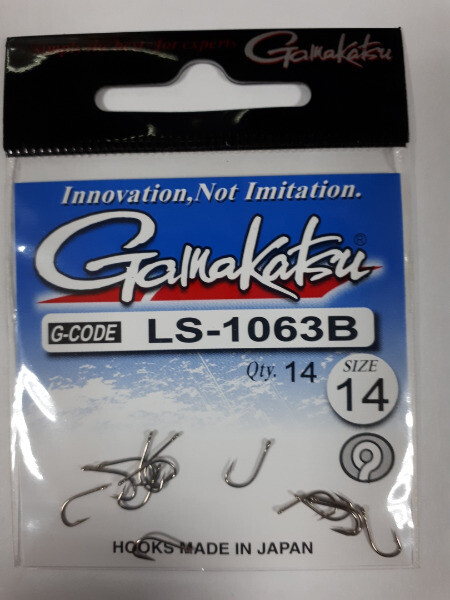 Gamakatsu
Innovation,Not Imitation.
Gamakatsu®
G-CODE LS-1063B
Qty. 14
SIZE
14
HOOKS MADE IN JAPAN